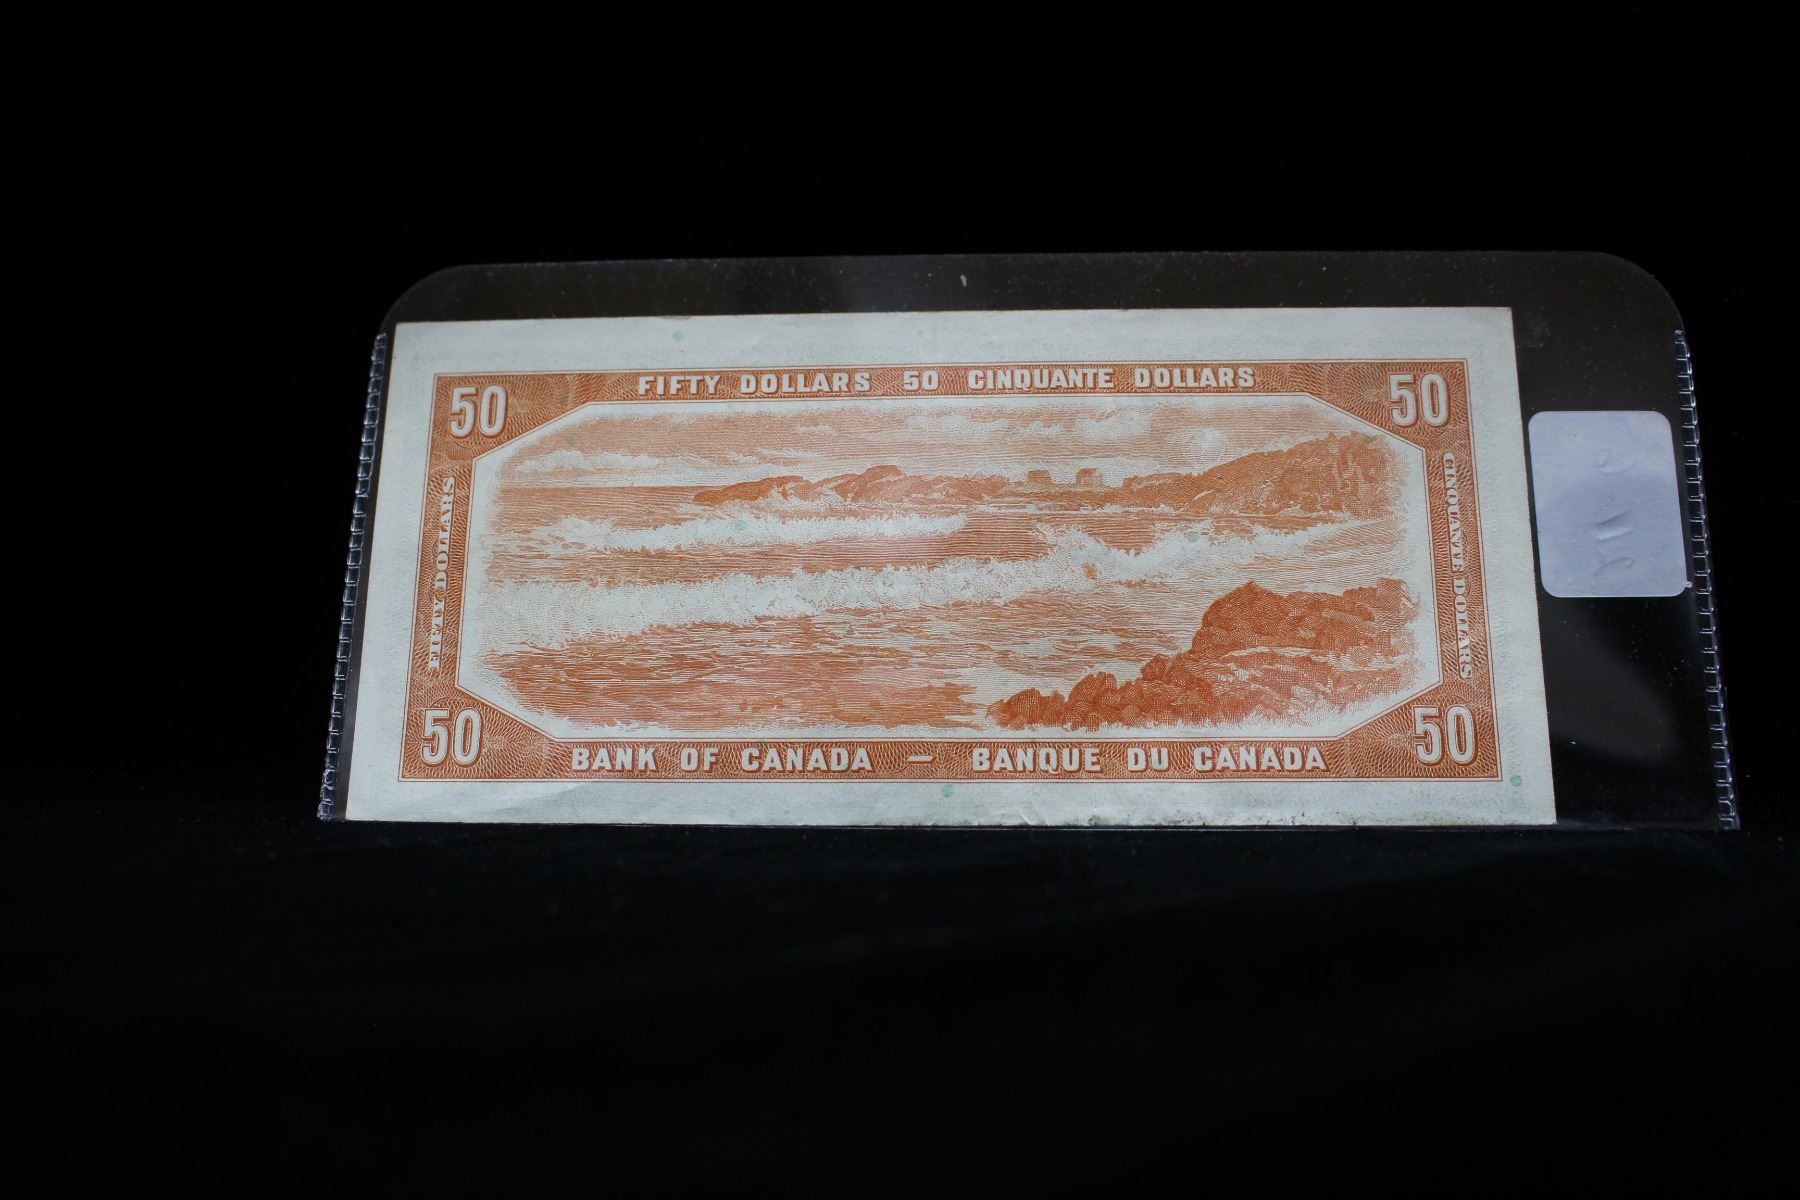 50 FIFTY DOLLARS 50 CINQUANTE DOLLARS 50
FIFTY DOLLARS
CINQUANTE DOLLARS
50 BANK OF CANADA — BANQUE DU CANADA 50